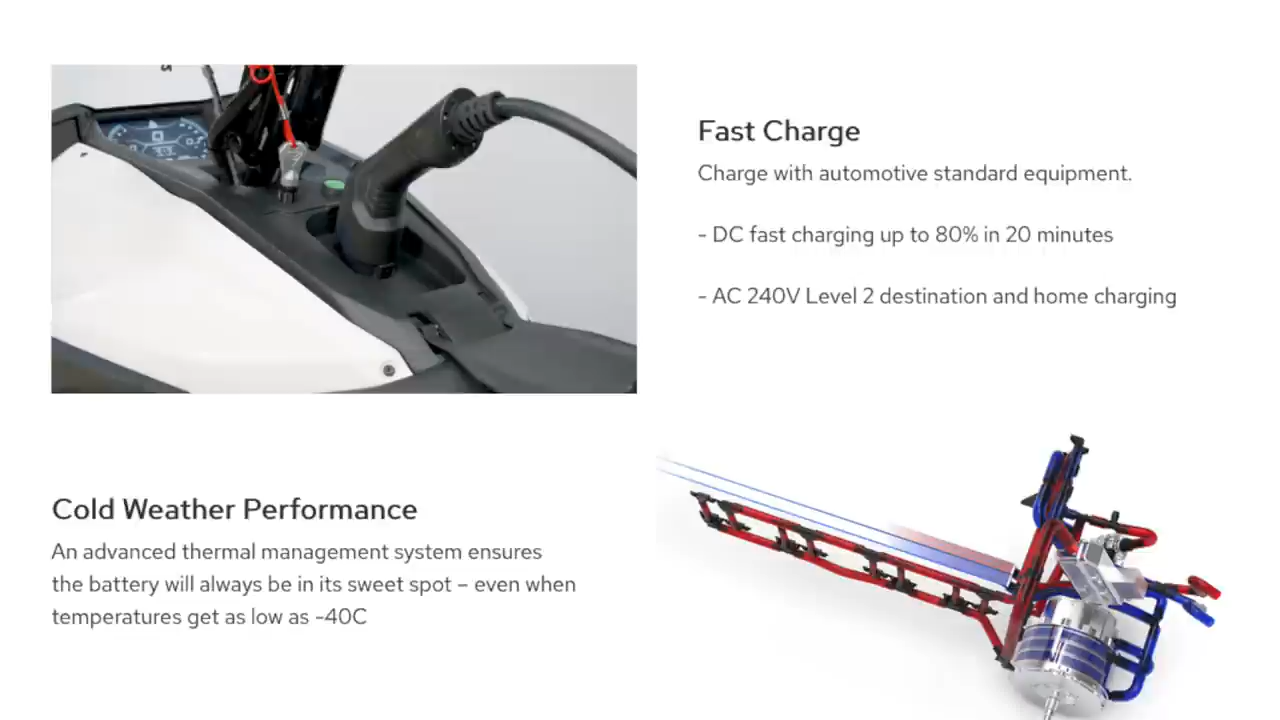 Fast Charge
Charge with automotive standard equipment.
- DC fast charging up to 80% in 20 minutes
- AC 240V Level 2 destination and home charging
Cold Weather Performance
An advanced thermal management system ensures
the battery will always be in its sweet spot – even when
temperatures get as low as -40C